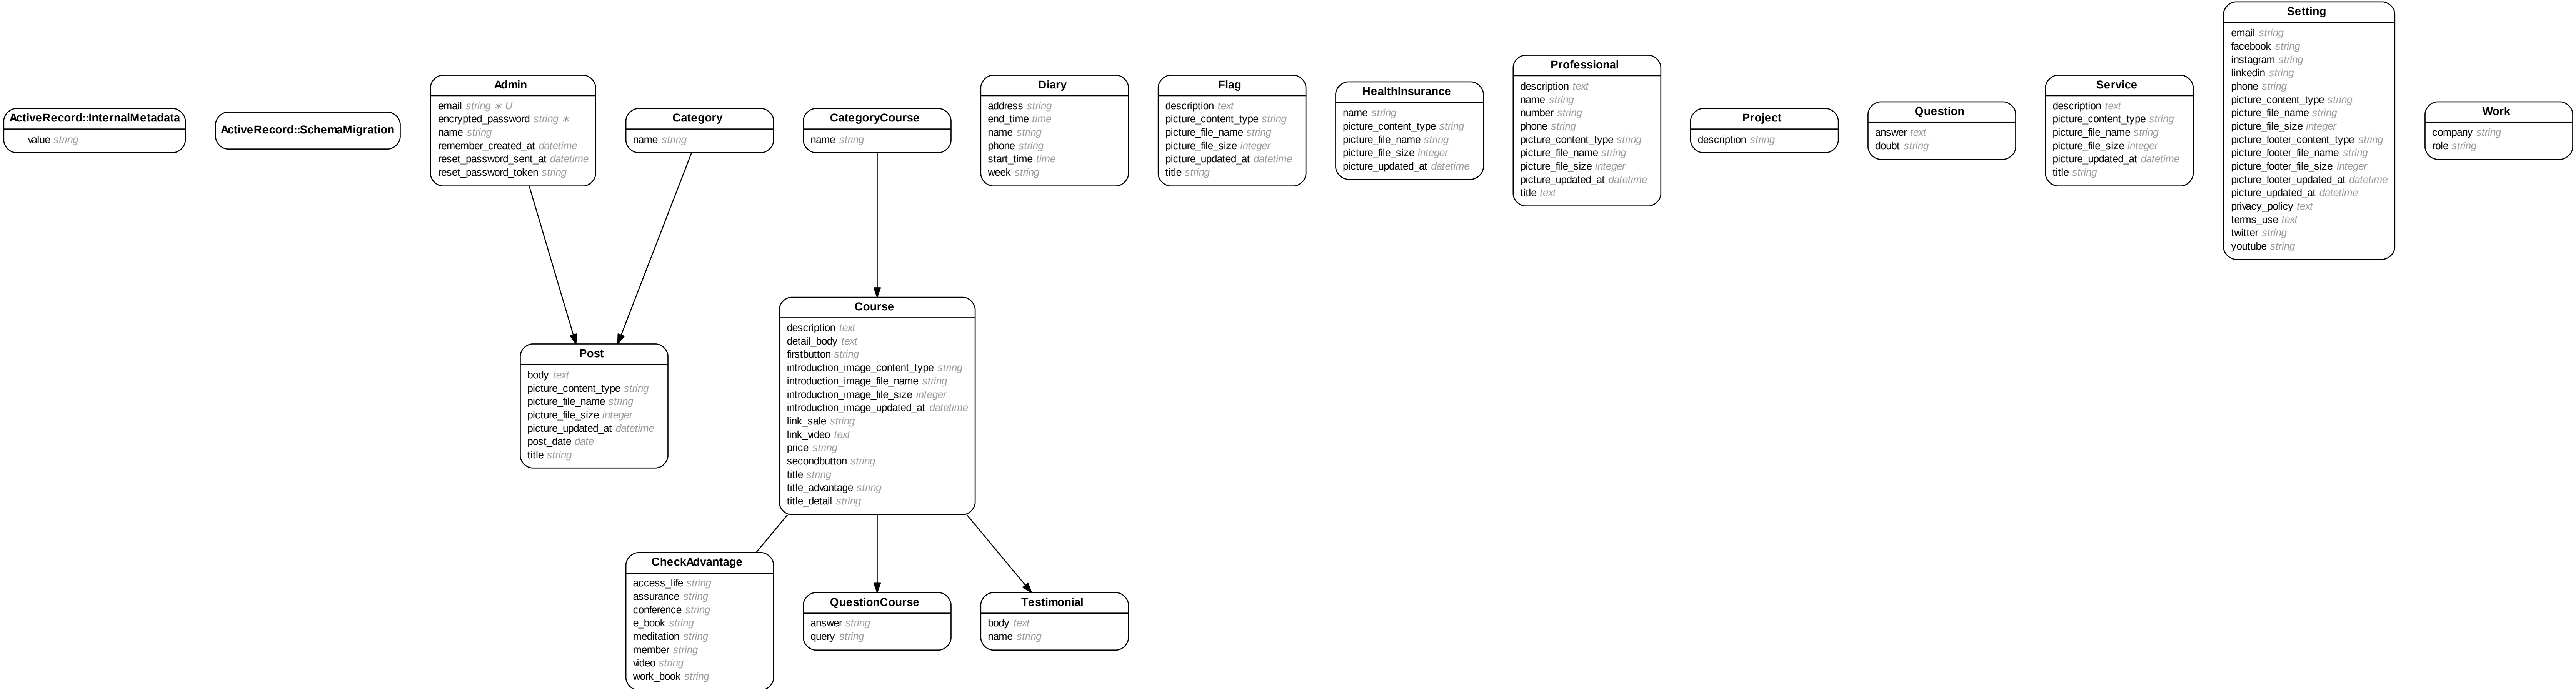 ActiveRecord::InternalMetadata
value string
ActiveRecord::SchemaMigration
Admin
email string ∗ U
encrypted_password string ∗
name string
remember_created_at datetime
reset_password_sent_at datetime
reset_password_token string
Category
name string
CategoryCourse
name string
Diary
address string
end_time time
name string
phone string
start_time time
week string
Flag
description text
picture_content_type string
picture_file_name string
picture_file_size integer
picture_updated_at datetime
title string
HealthInsurance
name string
picture_content_type string
picture_file_name string
picture_file_size integer
picture_updated_at datetime
Professional
description text
name string
number string
phone string
picture_content_type string
picture_file_name string
picture_file_size integer
picture_updated_at datetime
title text
Project
description string
Question
answer text
doubt string
Service
description text
picture_content_type string
picture_file_name string
picture_file_size integer
picture_updated_at datetime
title string
Setting
email string
facebook string
instagram string
linkedin string
phone string
picture_content_type string
picture_file_name string
picture_file_size integer
picture_footer_content_type string
picture_footer_file_name string
picture_footer_file_size integer
picture_footer_updated_at datetime
picture_updated_at datetime
privacy_policy text
terms_use text
twitter string
youtube string
Work
company string
role string
Post
body text
picture_content_type string
picture_file_name string
picture_file_size integer
picture_updated_at datetime
post_date date
title string
Course
description text
detail_body text
firstbutton string
introduction_image_content_type string
introduction_image_file_name string
introduction_image_file_size integer
introduction_image_updated_at datetime
link_sale string
link_video text
price string
secondbutton string
title string
title_advantage string
title_detail string
CheckAdvantage
access_life string
assurance string
conference string
e_book string
meditation string
member string
video string
work_book string
QuestionCourse
answer string
query string
Testimonial
body text
name string